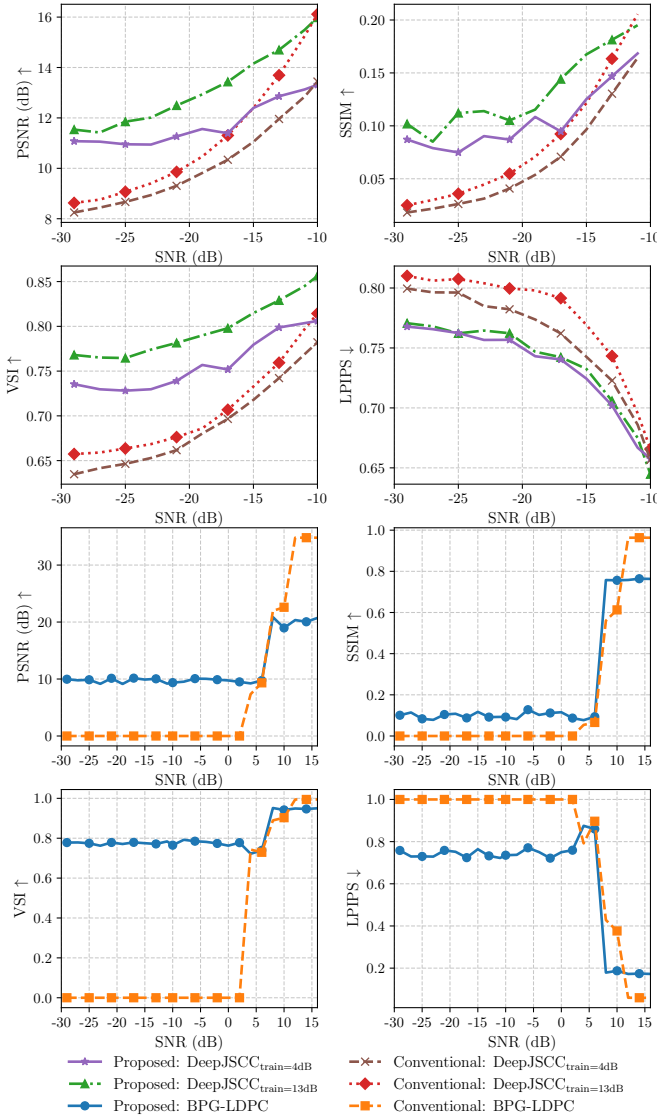 16
14
12
10
8
PSNR (dB) ↑
-30 -25 -20 -15 -10
SNR (dB)
0.20
0.15
0.10
0.05
SSIM ↑
-30 -25 -20 -15 -10
SNR (dB)
0.85
0.80
0.75
0.70
0.65
VSI ↑
-30 -25 -20 -15 -10
SNR (dB)
0.80
0.75
0.70
0.65
LPIPS ↓
-30 -25 -20 -15 -10
SNR (dB)
30
20
10
0
PSNR (dB) ↑
-30 -25 -20 -15 -10 -5 0 5 10 15
SNR (dB)
1.0
0.8
0.6
0.4
0.2
0.0
SSIM ↑
-30 -25 -20 -15 -10 -5 0 5 10 15
SNR (dB)
1.0
0.8
0.6
0.4
0.2
0.0
VSI ↑
-30 -25 -20 -15 -10 -5 0 5 10 15
SNR (dB)
1.0
0.8
0.6
0.4
0.2
LPIPS ↓
-30 -25 -20 -15 -10 -5 0 5 10 15
SNR (dB)
Proposed: DeepJSCCtrain=4dB
Proposed: DeepJSCCtrain=13dB
Proposed: BPG-LDPC
Conventional: DeepJSCCtrain=4dB
Conventional: DeepJSCCtrain=13dB
Conventional: BPG-LDPC